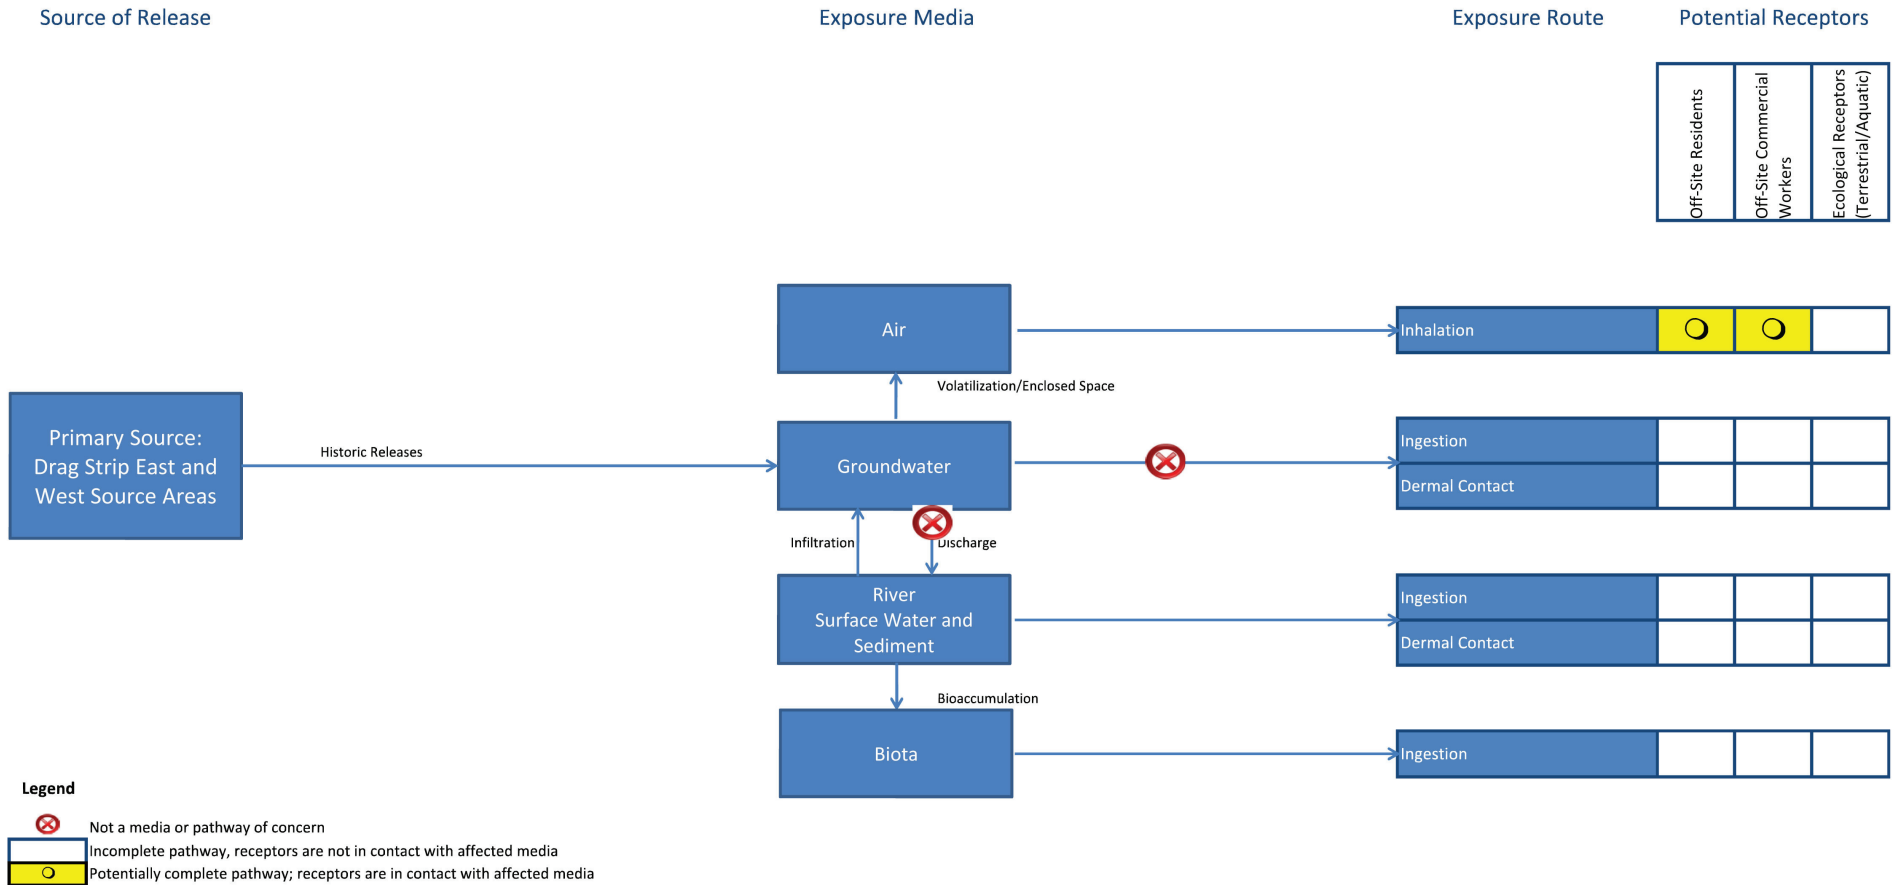 Source of Release
Exposure Media
Exposure Route
Potential Receptors
Off-Site Residents
Off-Site Commercial
Workers
Ecological Receptors
(Terrestrial/Aquatic)
Air
Inhalation
Volatilization/Enclosed Space
Primary Source:
Drag Strip East and
West Source Areas
Historic Releases
Groundwater
Ingestion
Dermal Contact
Infiltration
Discharge
River
Surface Water and
Sediment
Ingestion
Dermal Contact
Bioaccumulation
Biota
Ingestion
Legend
Not a media or pathway of concern
Incomplete pathway, receptors are not in contact with affected media
Potentially complete pathway; receptors are in contact with affected media